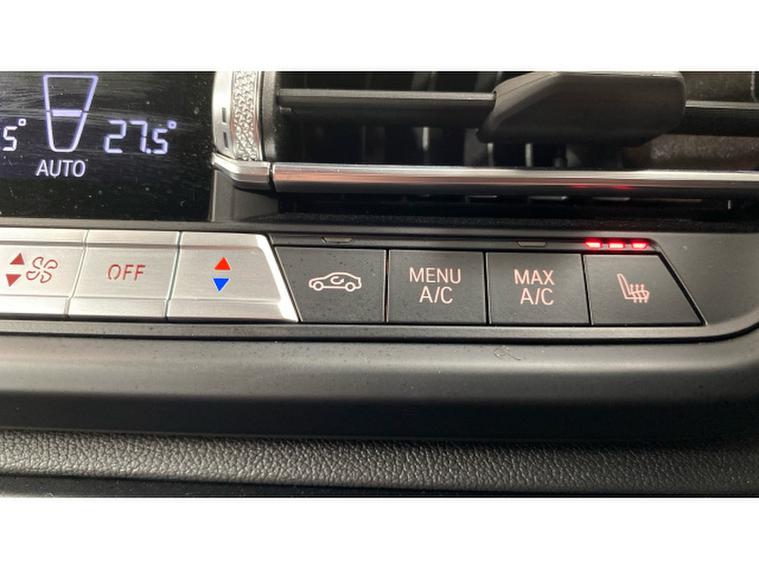 5° 27.5°
AUTO
OFF
MENU
A/C
MAX
A/C